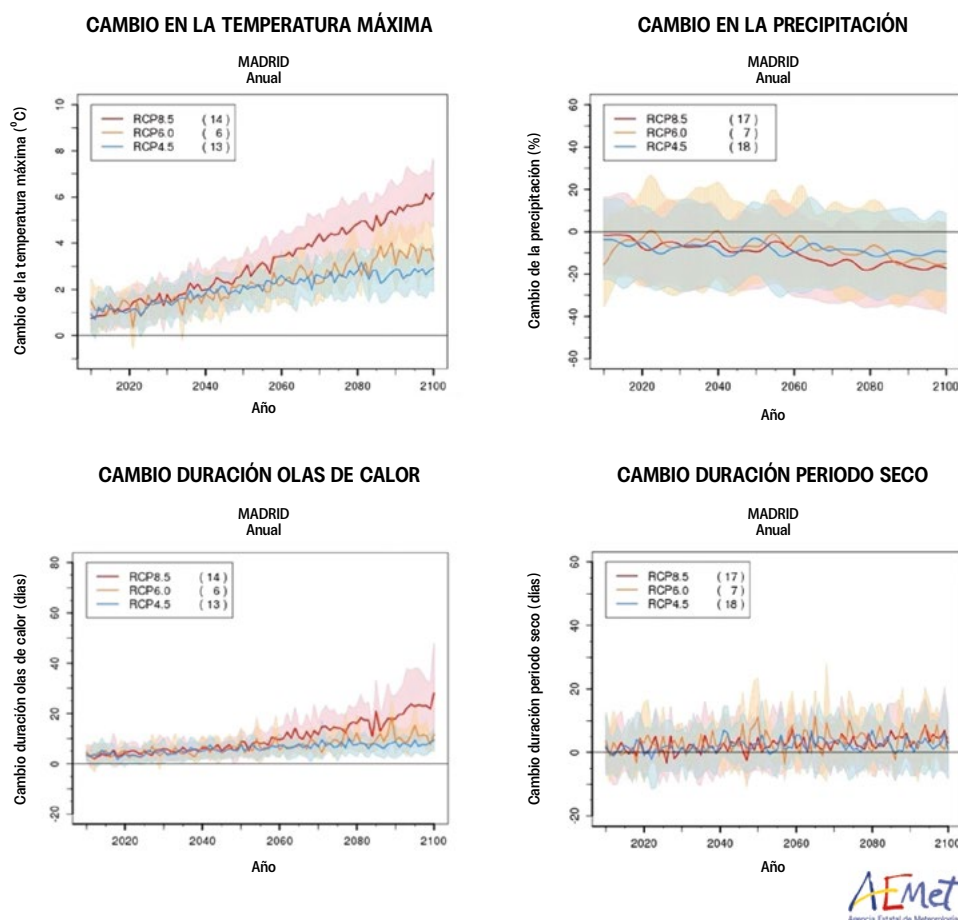 CAMBIO EN LA TEMPERATURA MÁXIMA
MADRID
Anual
Cambio de la temperatura máxima (⁰C)
10
8
6
4
2
0
RCP8.5 (14)
RCP6.0 (6)
RCP4.5 (13)
2020 2040 2060 2080 2100
Año
CAMBIO EN LA PRECIPITACIÓN
MADRID
Anual
Cambio de la precipitación (%)
60
40
20
0
-20
-40
-60
RCP8.5 (17)
RCP6.0 (7)
RCP4.5 (18)
2020 2040 2060 2080 2100
Año
CAMBIO DURACIÓN OLAS DE CALOR
MADRID
Anual
Cambio duración olas de calor (días)
80
60
40
20
0
-20
RCP8.5 (14)
RCP6.0 (6)
RCP4.5 (13)
2020 2040 2060 2080 2100
Año
CAMBIO DURACIÓN PERIODO SECO
MADRID
Anual
Cambio duración periodo seco (días)
60
40
20
0
-20
RCP8.5 (17)
RCP6.0 (7)
RCP4.5 (18)
2020 2040 2060 2080 2100
Año
AEMet
Agencia Estatal de Meteorología